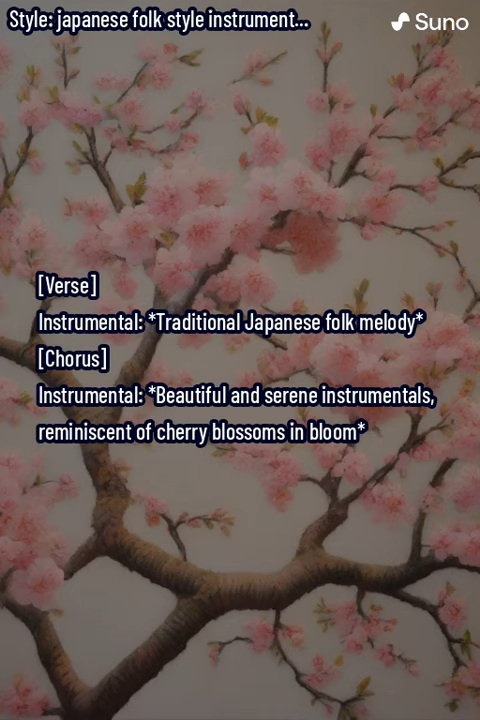 Style: japanese folk style instrument...
Suno
[Verse]
Instrumental: *Traditional Japanese folk melody*
[Chorus]
Instrumental: *Beautiful and serene instrumentals,
reminiscent of cherry blossoms in bloom*